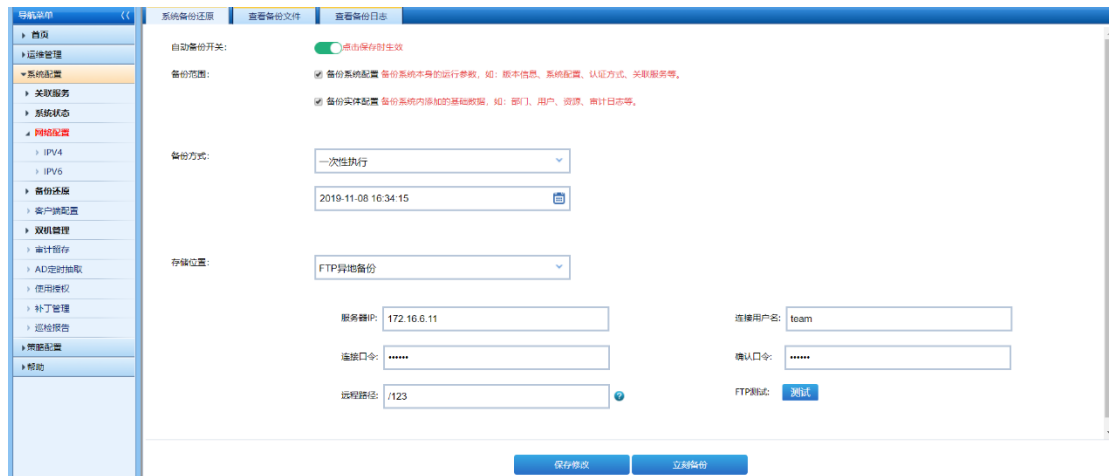 导航菜单
系统备份还原 查看备份文件 查看备份日志
首页
运维管理
系统配置
关联服务
系统状态
网络配置
IPV4
IPV6
备份还原
客户端配置
双机管理
审计留存
AD定时抽取
使用授权
补丁管理
巡检报告
策略配置
帮助
自动备份开关: 点击保存时生效
备份范围: 备份系统配置 备份系统本身的运行参数，如：版本信息、系统配置、认证方式、关联服务等。
备份实体配置 备份系统内添加的基础数据，如：部门、用户、资源、审计日志等。
备份方式: 一次性执行
2019-11-08 16:34:15
存储位置: FTP异地备份
服务器IP: 172.16.6.11 连接用户名: team
连接口令: •••••• 确认口令: ••••••
远程路径: /123 FTP测试: 测试
保存修改 立刻备份